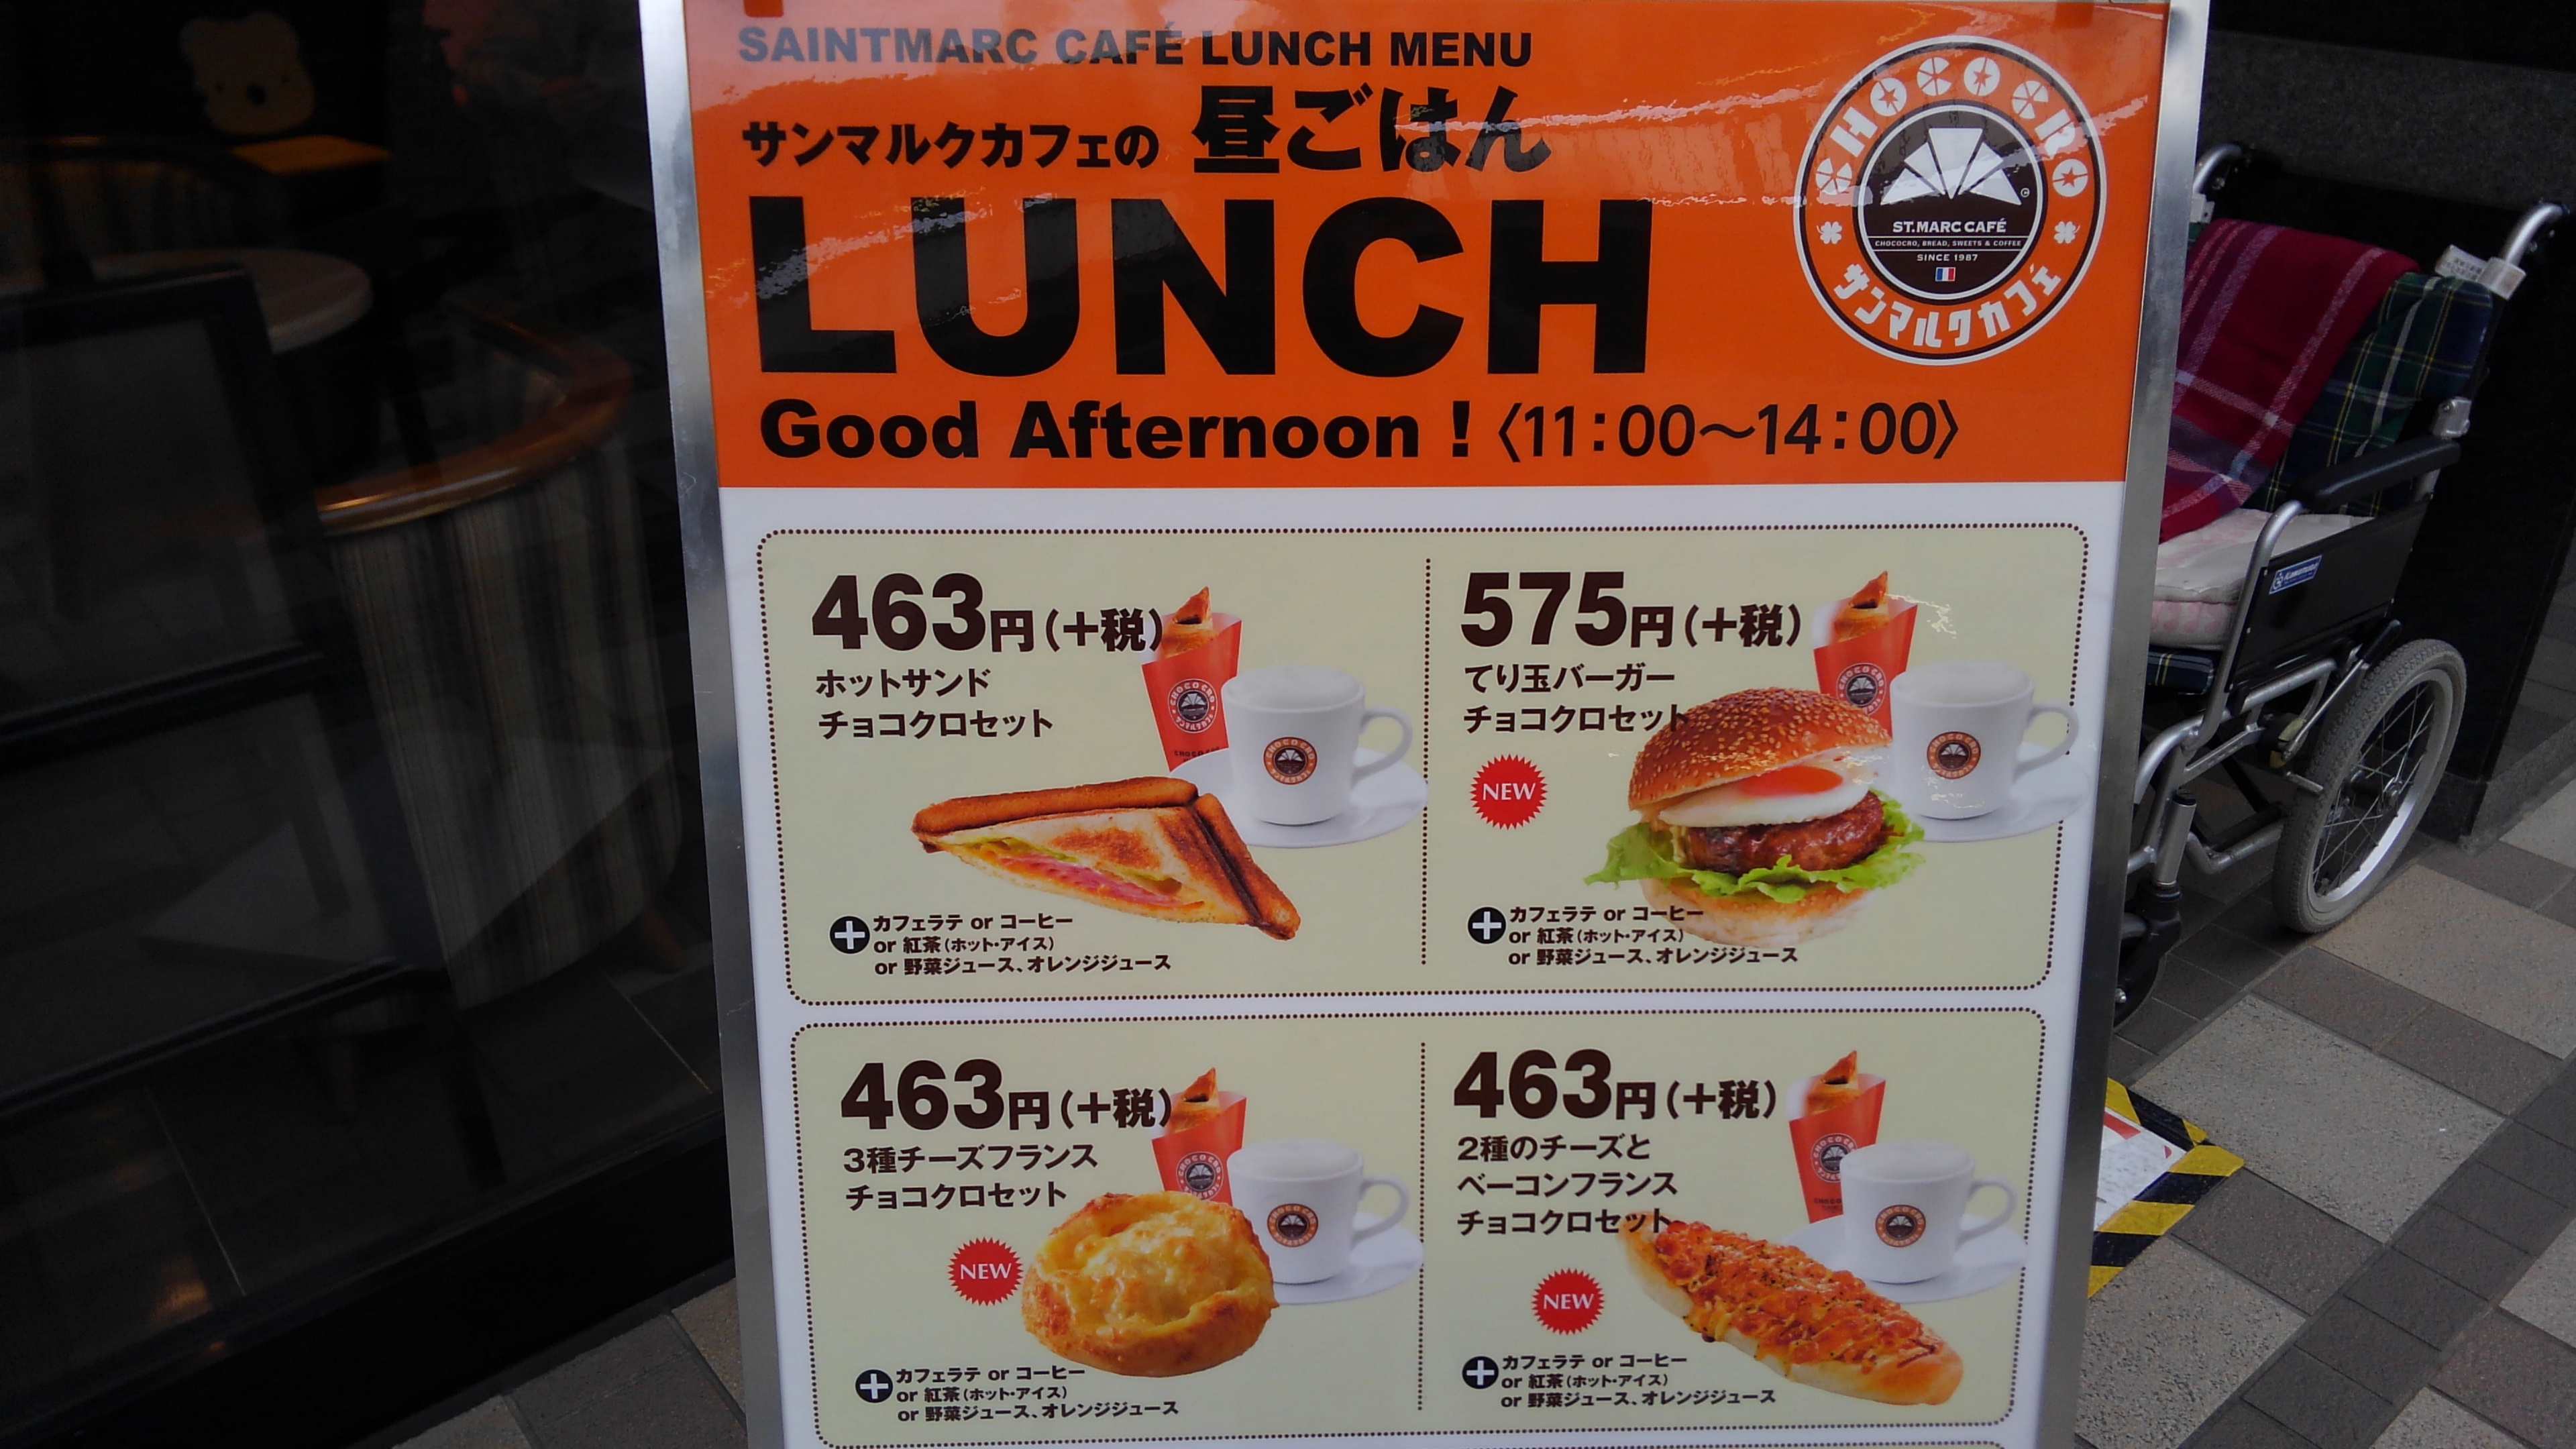 SAINTMARC CAFÉ LUNCH MENU
サンマルクカフェの 昼ごはん
LUNCH
Good Afternoon！〈11：00～14：00〉
CHOCO CRO
ST.MARC CAFÉ
CHOCOCRO, BREAD, SWEETS & COFFEE
SINCE 1987
サンマルクカフェ
463円(+税)
ホットサンド
チョコクロセット
カフェラテ or コーヒー
or 紅茶(ホット・アイス)
or 野菜ジュース、オレンジジュース
575円(+税)
てり玉バーガー
チョコクロセット
NEW
カフェラテ or コーヒー
or 紅茶(ホット・アイス)
or 野菜ジュース、オレンジジュース
463円(+税)
3種チーズフランス
チョコクロセット
NEW
カフェラテ or コーヒー
or 紅茶(ホット・アイス)
or 野菜ジュース、オレンジジュース
463円(+税)
2種のチーズと
ベーコンフランス
チョコクロセット
NEW
カフェラテ or コーヒー
or 紅茶(ホット・アイス)
or 野菜ジュース、オレンジジュース